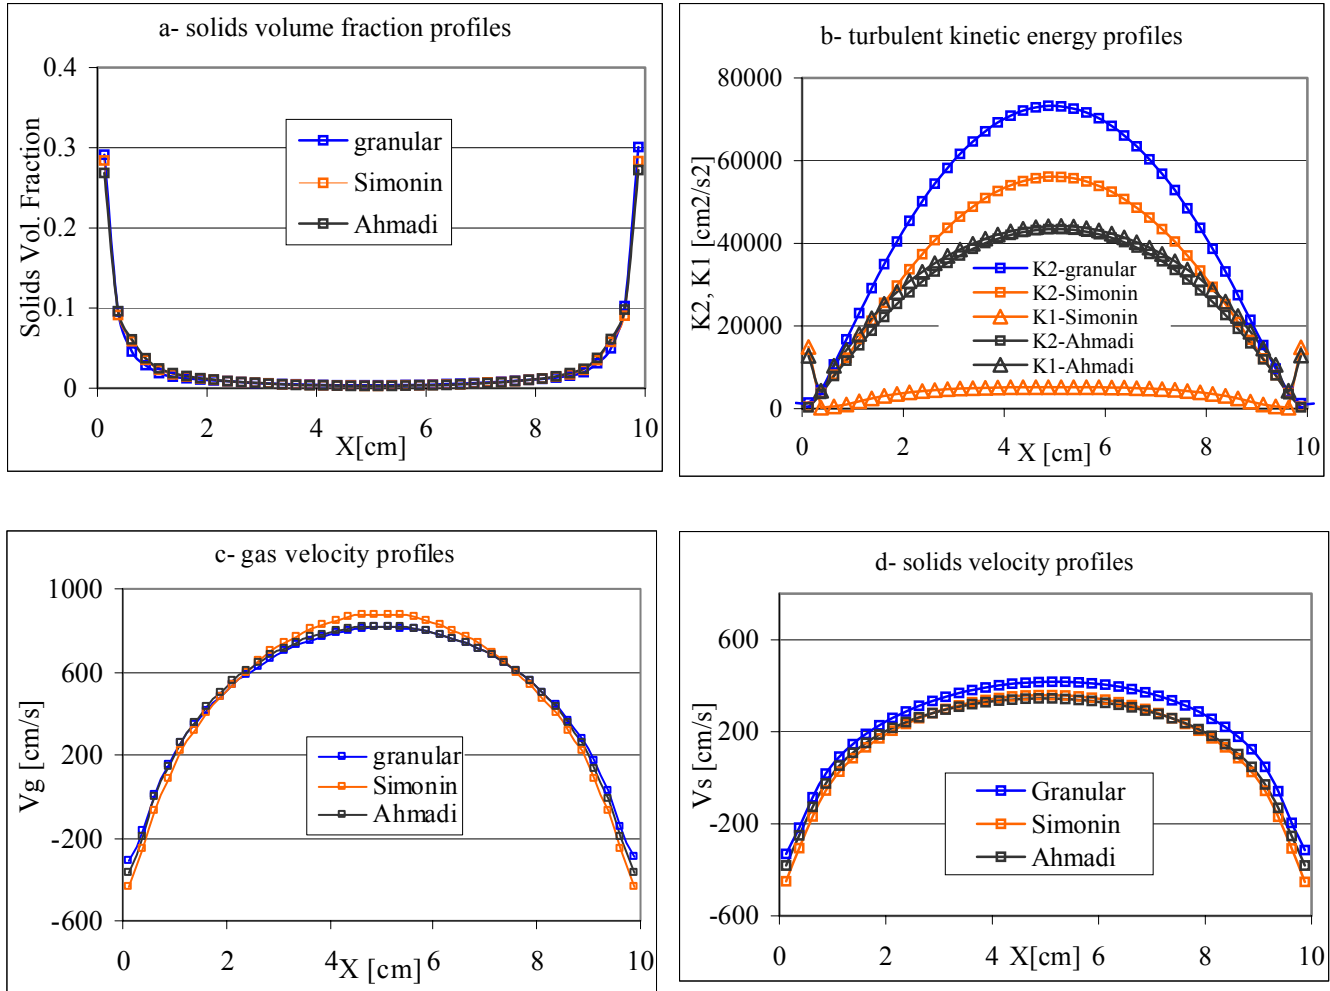 a- solids volume fraction profiles
Solids Vol. Fraction
0.4
0.3
0.2
0.1
0
granular
Simonin
Ahmadi
0 2 4 6 8 10
X[cm]
b- turbulent kinetic energy profiles
K2, K1 [cm2/s2]
80000
60000
40000
20000
0
K2-granular
K2-Simonin
K1-Simonin
K2-Ahmadi
K1-Ahmadi
0 2 4 6 8 10
X [cm]
c- gas velocity profiles
Vg [cm/s]
1000
600
200
-200
-600
granular
Simonin
Ahmadi
0 2 4 X [cm] 6 8 10
d- solids velocity profiles
Vs [cm/s]
600
200
-200
-600
Granular
Simonin
Ahmadi
0 2 4 X[cm] 6 8 10